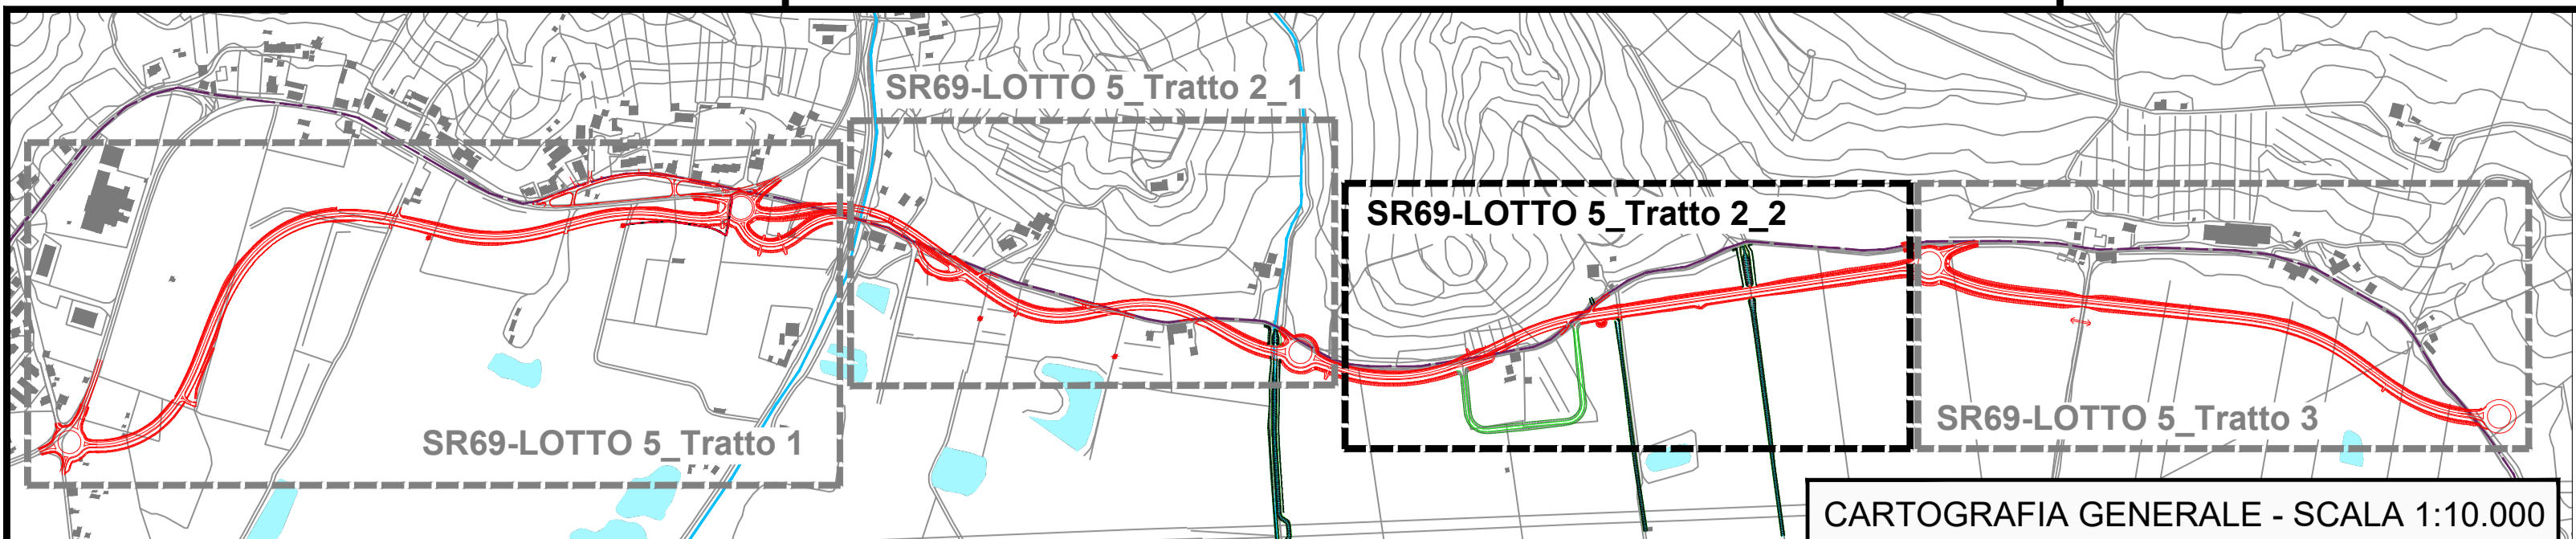 SR69-LOTTO 5_Tratto 2_1
SR69-LOTTO 5_Tratto 2_2
SR69-LOTTO 5_Tratto 1
SR69-LOTTO 5_Tratto 3
CARTOGRAFIA GENERALE - SCALA 1:10.000